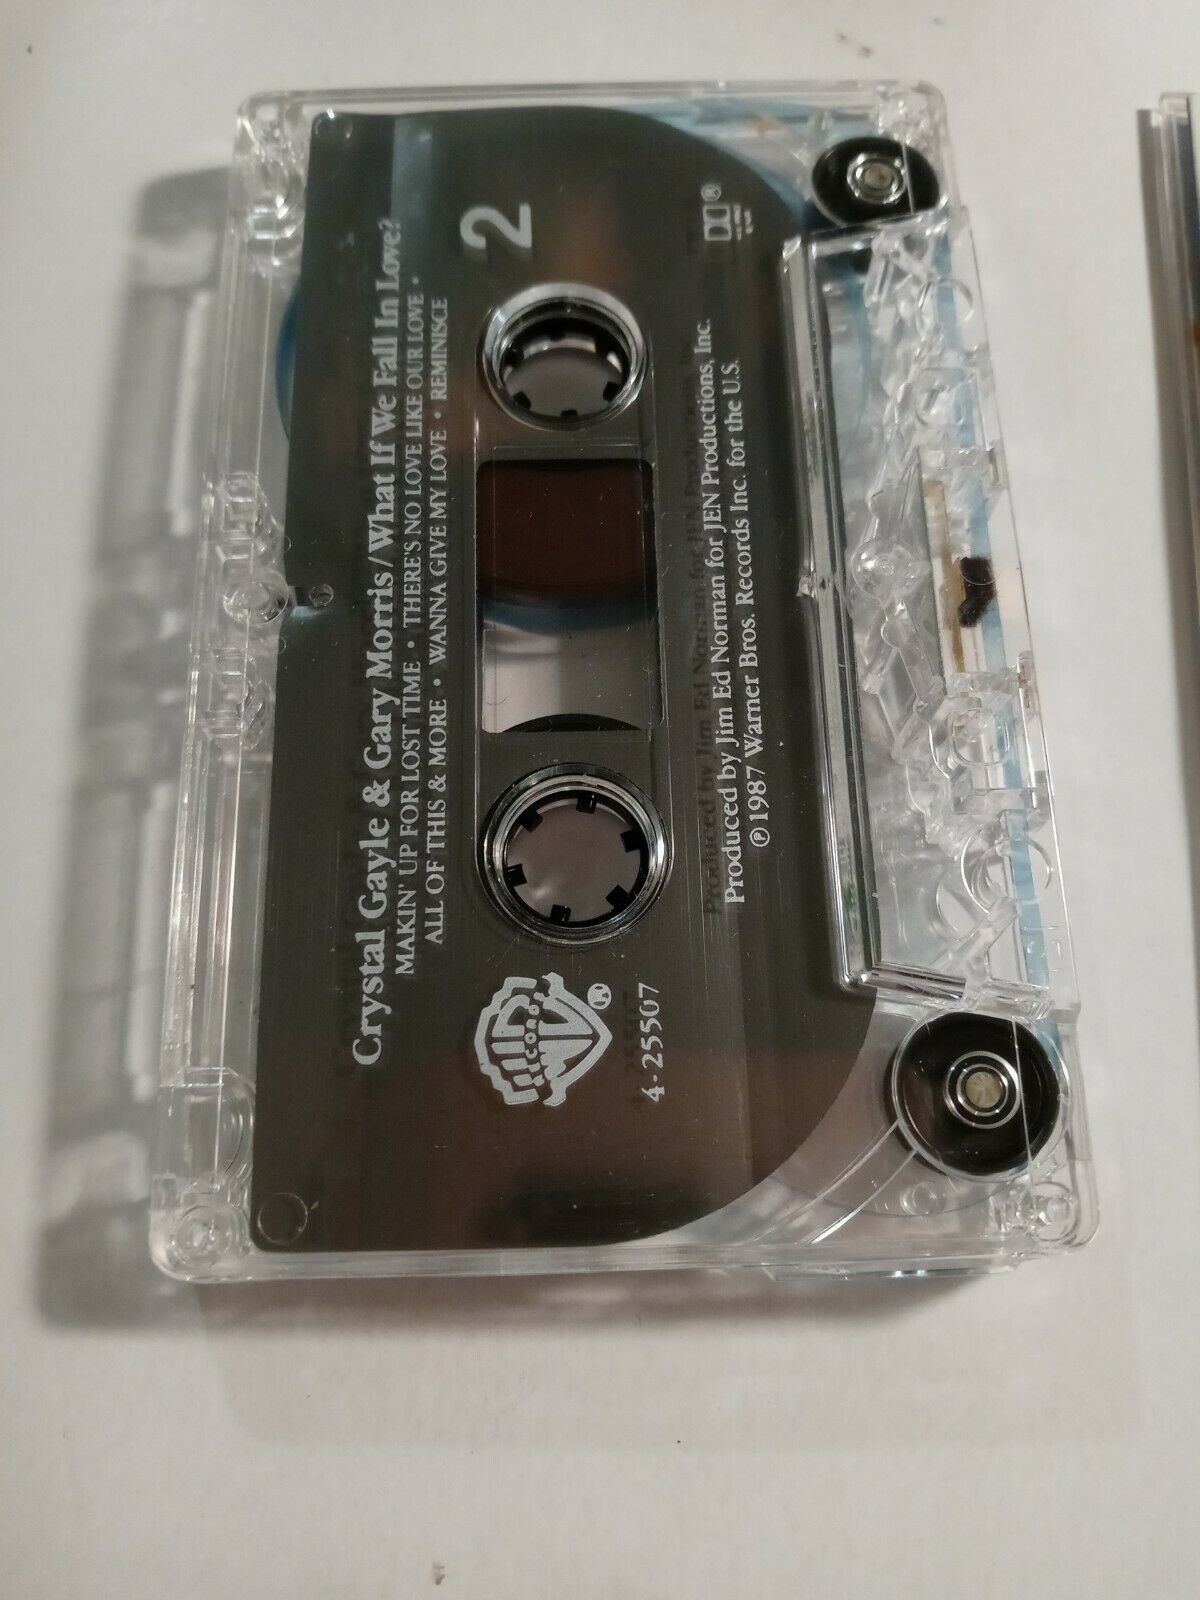 Crystal Gayle & Gary Morris/What If We Fall In Love?
MAKIN' UP FOR LOST TIME • THERE'S NO LOVE LIKE OUR LOVE •
ALL OF THIS & MORE • WANNA GIVE MY LOVE • REMINISCE
2
RECORDS
®
4-25507
®
Produced by Jim Ed Norman for JEN Productions, Inc.
℗1987 Warner Bros. Records Inc. for the U.S.